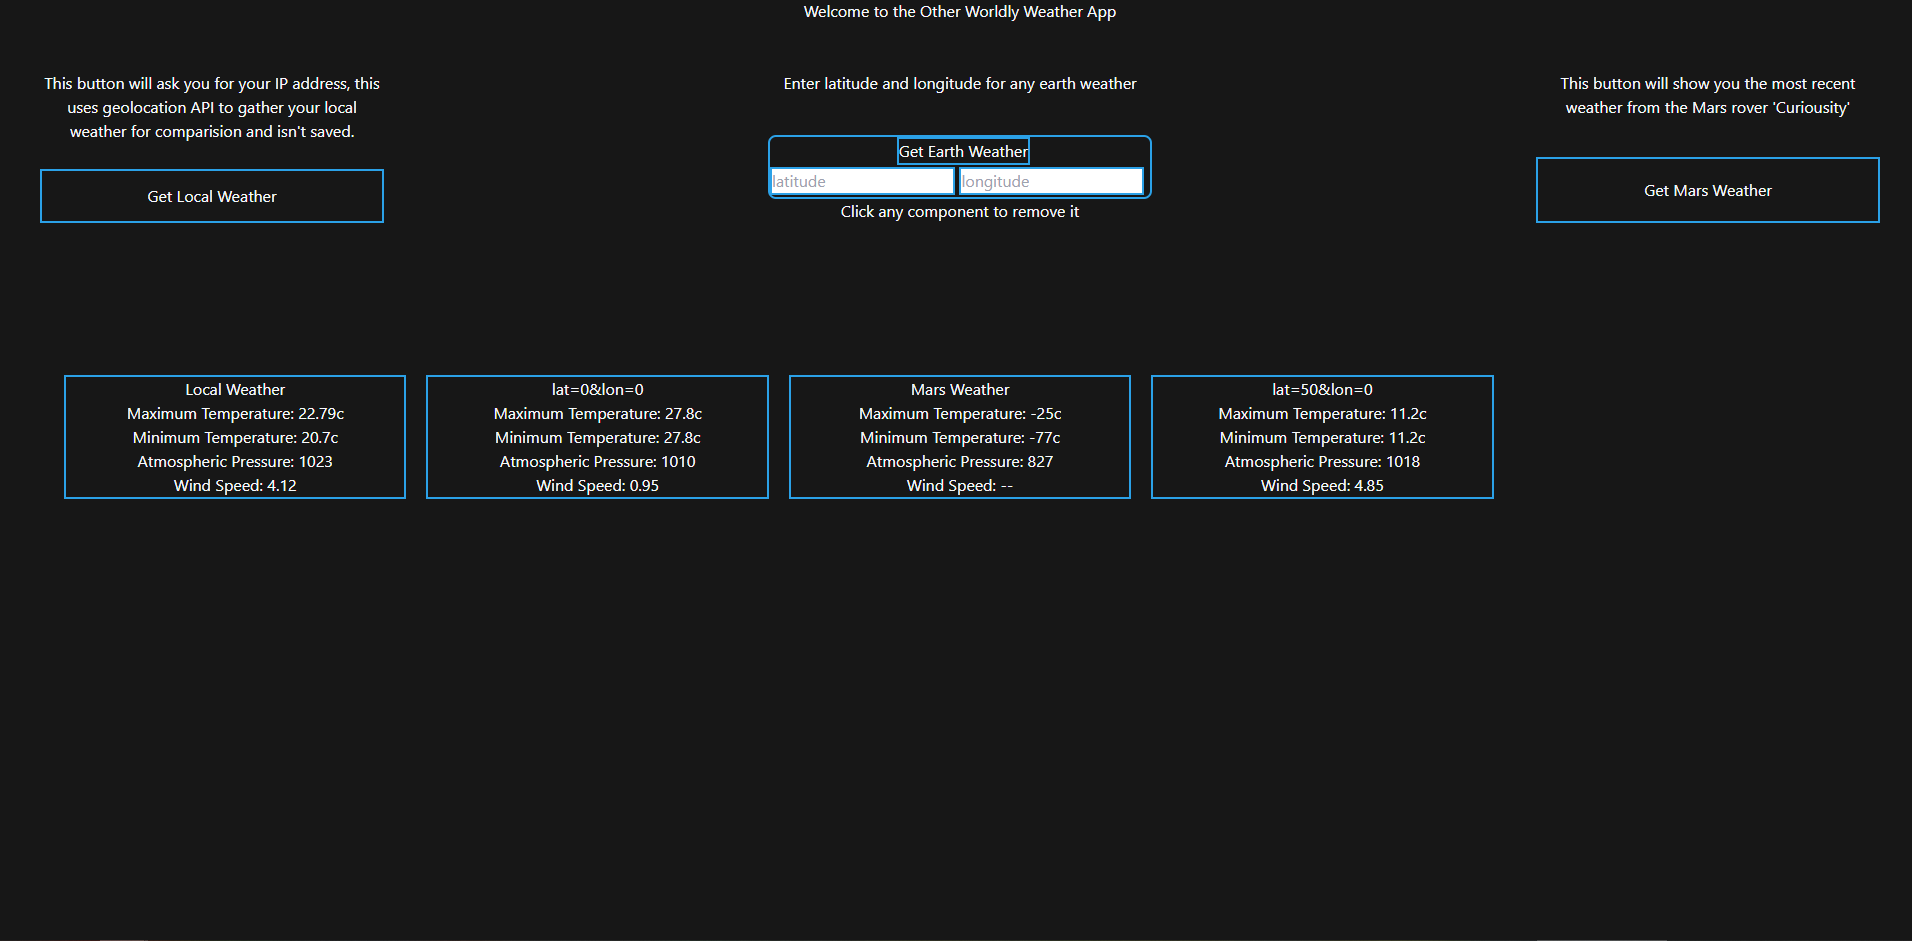 Welcome to the Other Worldly Weather App
This button will ask you for your IP address, this
uses geolocation API to gather your local
weather for comparision and isn't saved.
Get Local Weather
Enter latitude and longitude for any earth weather
Get Earth Weather
latitude longitude
Click any component to remove it
This button will show you the most recent
weather from the Mars rover 'Curiousity'
Get Mars Weather
Local Weather
Maximum Temperature: 22.79c
Minimum Temperature: 20.7c
Atmospheric Pressure: 1023
Wind Speed: 4.12
lat=0&lon=0
Maximum Temperature: 27.8c
Minimum Temperature: 27.8c
Atmospheric Pressure: 1010
Wind Speed: 0.95
Mars Weather
Maximum Temperature: -25c
Minimum Temperature: -77c
Atmospheric Pressure: 827
Wind Speed: --
lat=50&lon=0
Maximum Temperature: 11.2c
Minimum Temperature: 11.2c
Atmospheric Pressure: 1018
Wind Speed: 4.85